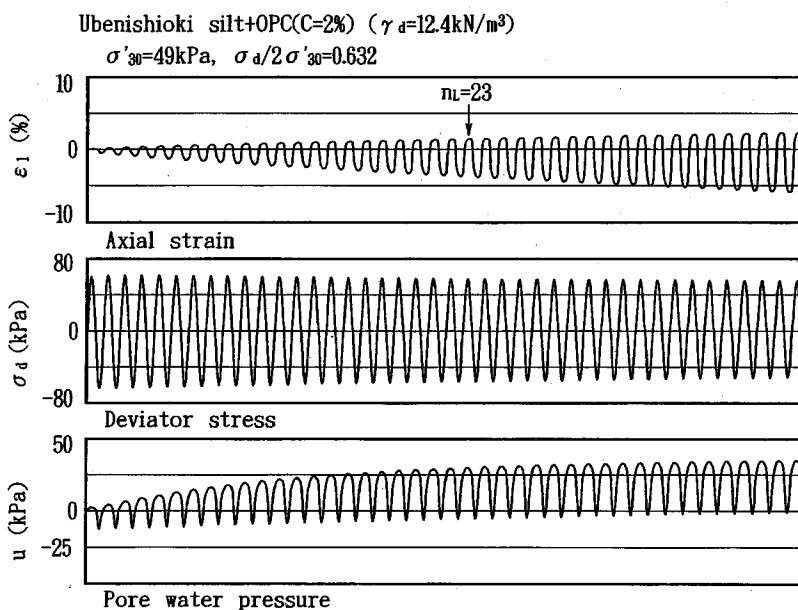 Ubenishioki silt+OPC(C=2%) (γd=12.4kN/m³)
σ'30=49kPa, σd/2σ'30=0.632
10
0
-10
ε1 (%)
nL=23
Axial strain
80
0
-80
σd (kPa)
Deviator stress
50
0
-25
u (kPa)
Pore water pressure